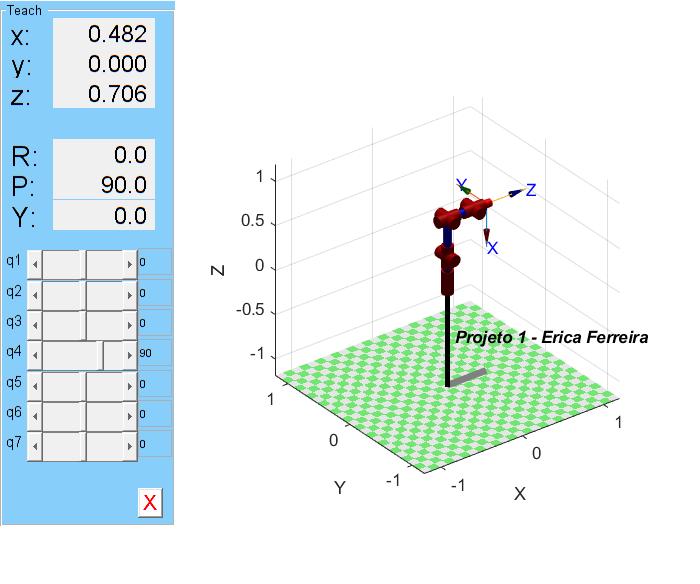 Teach
x: 0.482
y: 0.000
z: 0.706
R: 0.0
P: 90.0
Y: 0.0
q1 0
q2 0
q3 0
q4 90
q5 0
q6 0
q7 0
X
1
0.5
0
-0.5
-1
Z
Y
Z
X
Projeto 1 - Erica Ferreira
1
0
-1
Y
-1
0
1
X